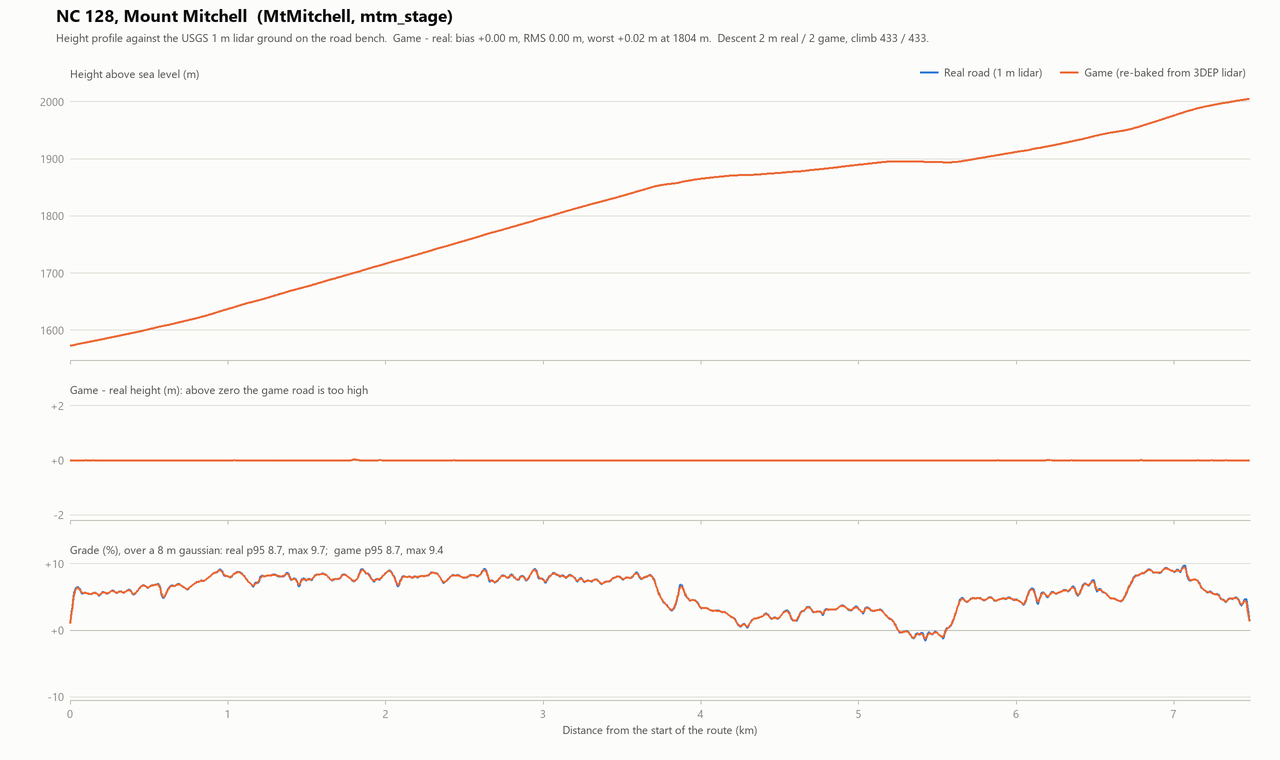 NC 128, Mount Mitchell  (MtMitchell, mtm_stage)
Height profile against the USGS 1 m lidar ground on the road bench.  Game - real: bias +0.00 m, RMS 0.00 m, worst +0.02 m at 1804 m.  Descent 2 m real / 2 game, climb 433 / 433.
Height above sea level (m)
Real road (1 m lidar)
Game (re-baked from 3DEP lidar)
2000
1900
1800
1700
1600
Game - real height (m): above zero the game road is too high
+2
+0
-2
Grade (%), over a 8 m gaussian: real p95 8.7, max 9.7;  game p95 8.7, max 9.4
+10
+0
-10
0 1 2 3 4 5 6 7
Distance from the start of the route (km)